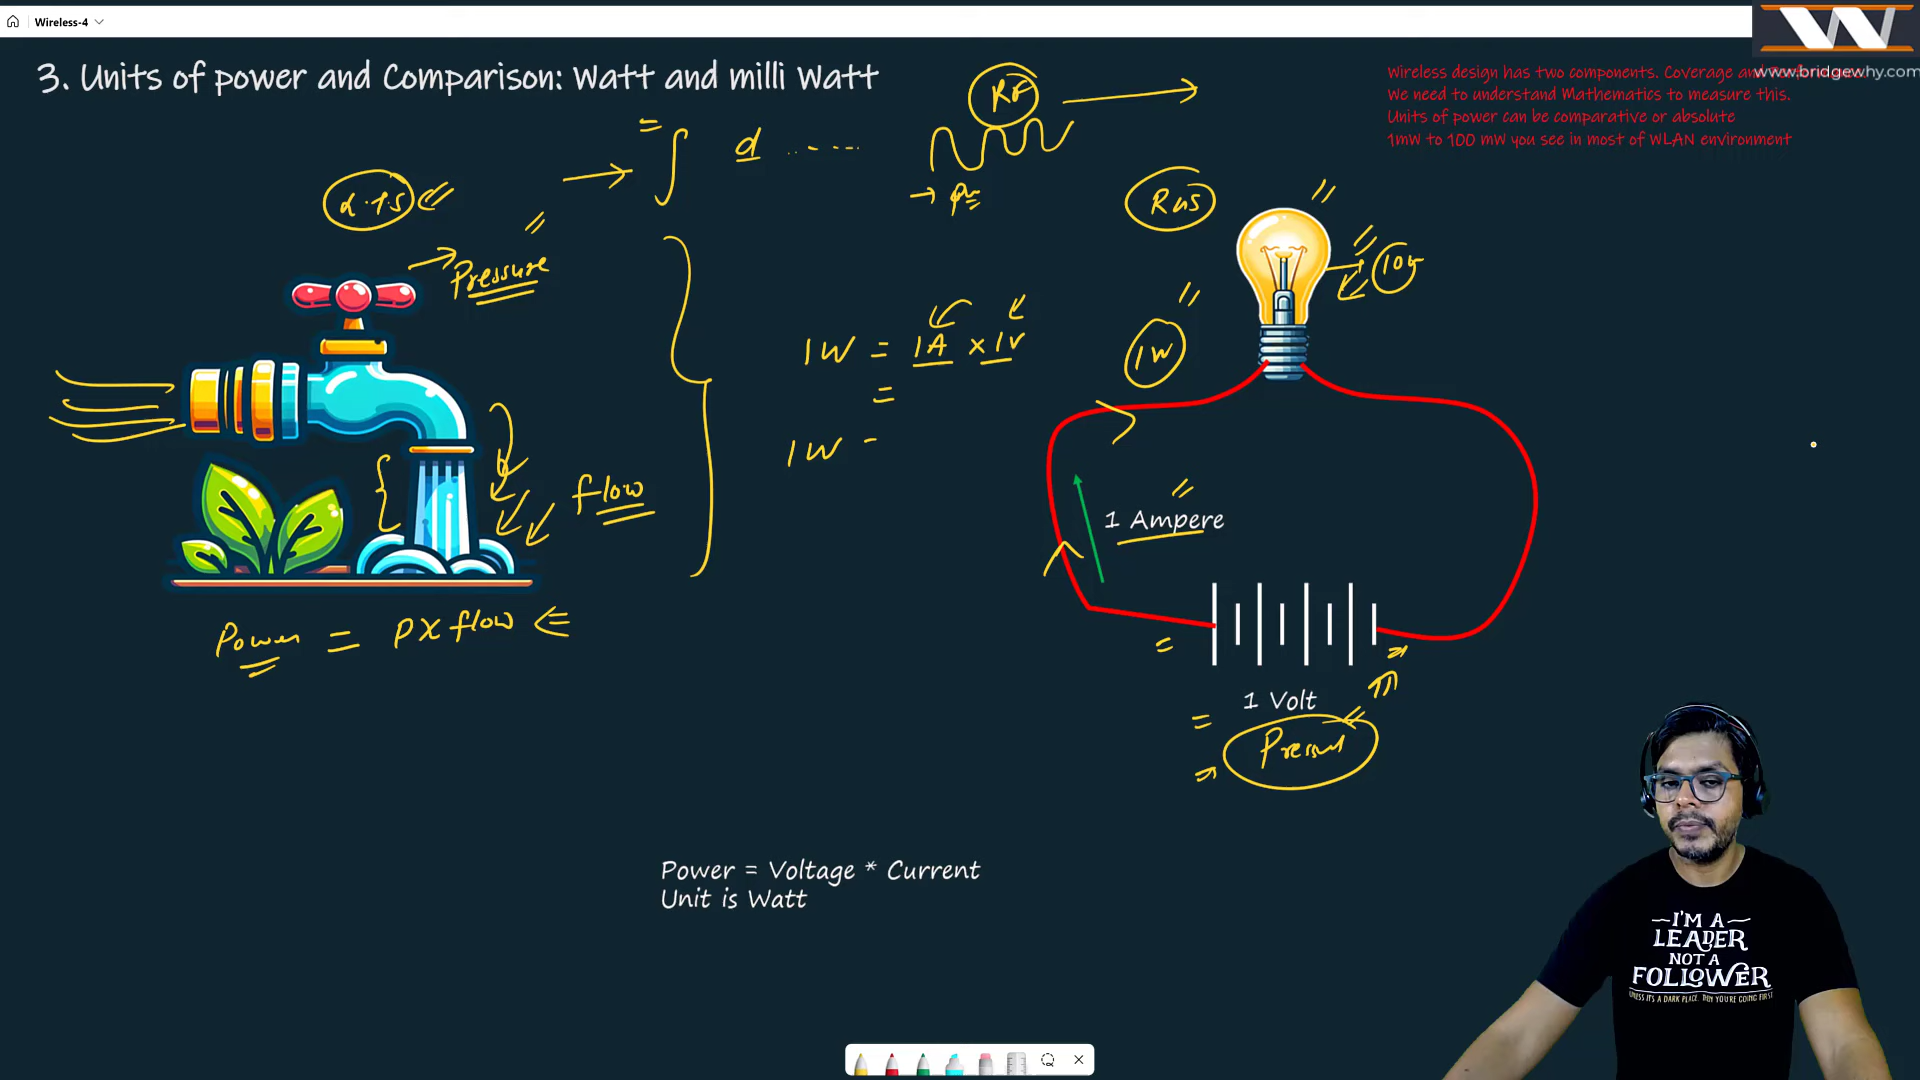 Wireless-4
W
www.bridgewhy.com
3. Units of power and Comparison: Watt and milli Watt
Wireless design has two components. Coverage and
We need to understand Mathematics to measure this.
Units of power can be comparative or absolute
1mW to 100 mW you see in most of WLAN environment
RF
d
Pressure
1W = 1A x 1V
=
1W =
1W
flow
1 Ampere
Power = P X flow
1 Volt
Power = Voltage * Current
Unit is Watt
I'M A
LEADER
NOT A
FOLLOWER